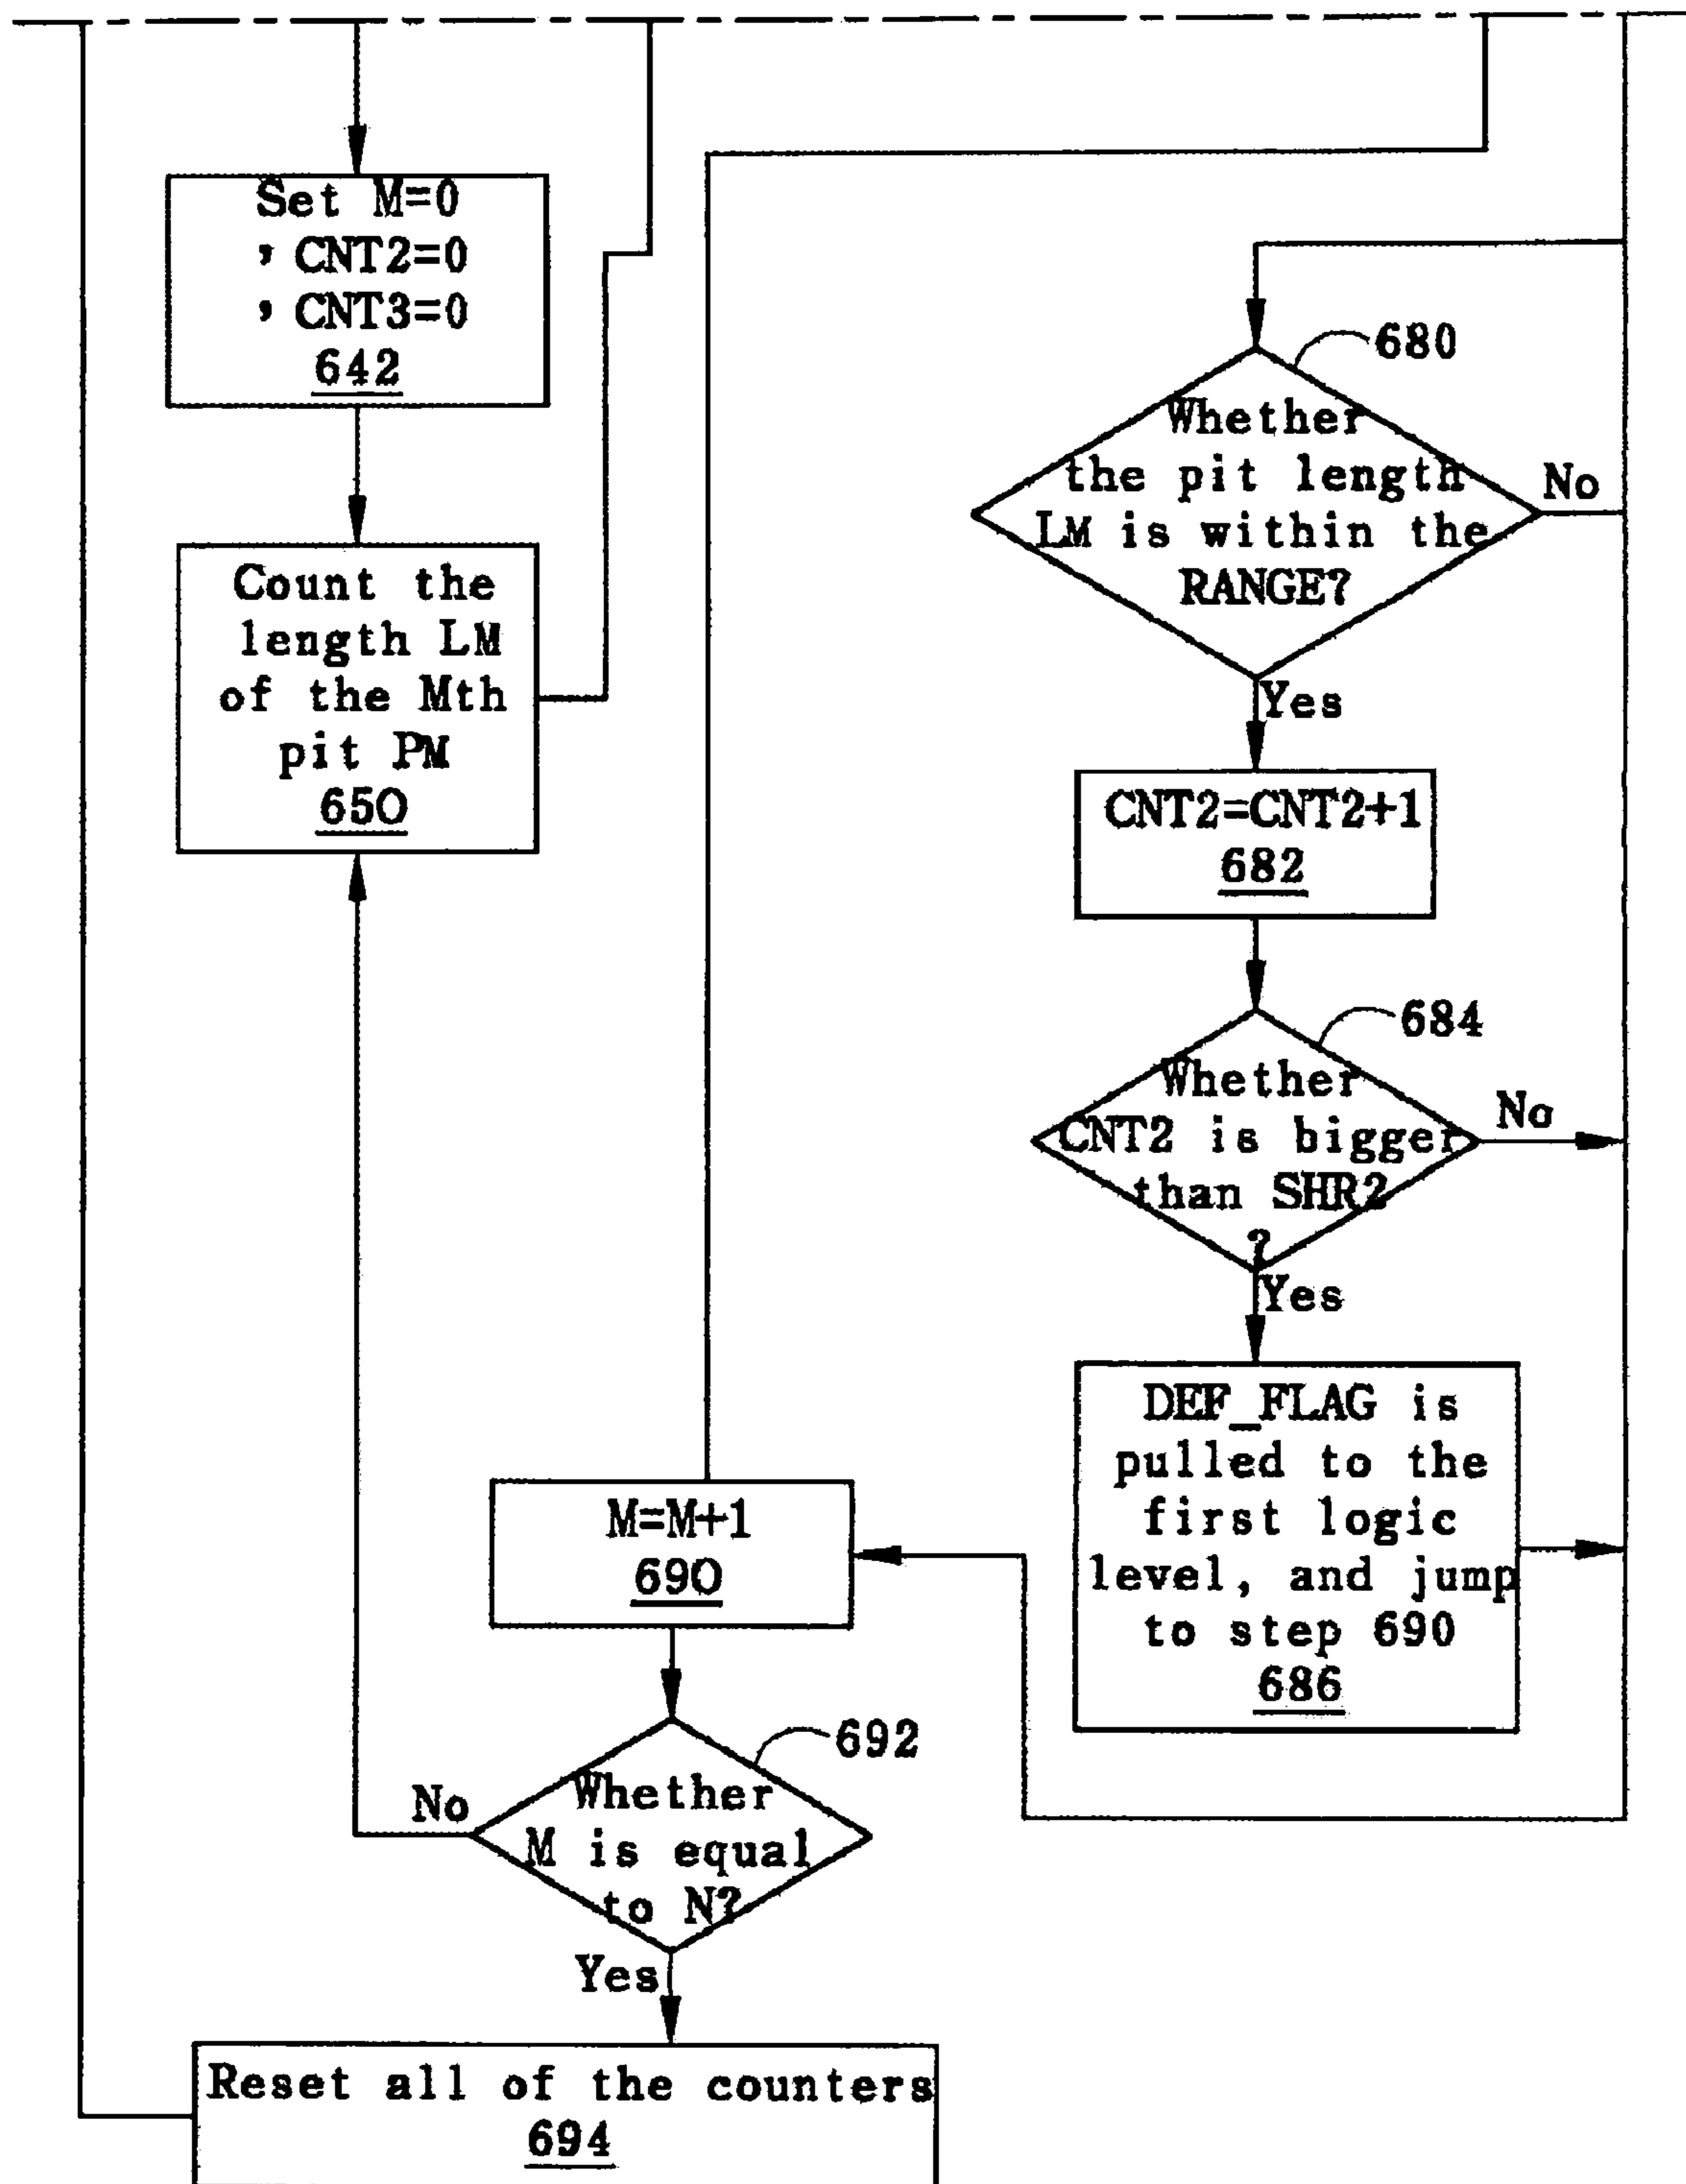 Set M=0
, CNT2=0
, CNT3=0
642
Count the
length LM
of the Mth
pit PM
650
680
Whether
the pit length
LM is within the
RANGE?
No
Yes
CNT2=CNT2+1
682
684
Whether
CNT2 is bigger
than SHR2
?
No
Yes
DEF_FLAG is
pulled to the
first logic
level, and jump
to step 690
686
M=M+1
690
692
Whether
M is equal
to N?
No
Yes
Reset all of the counters
694